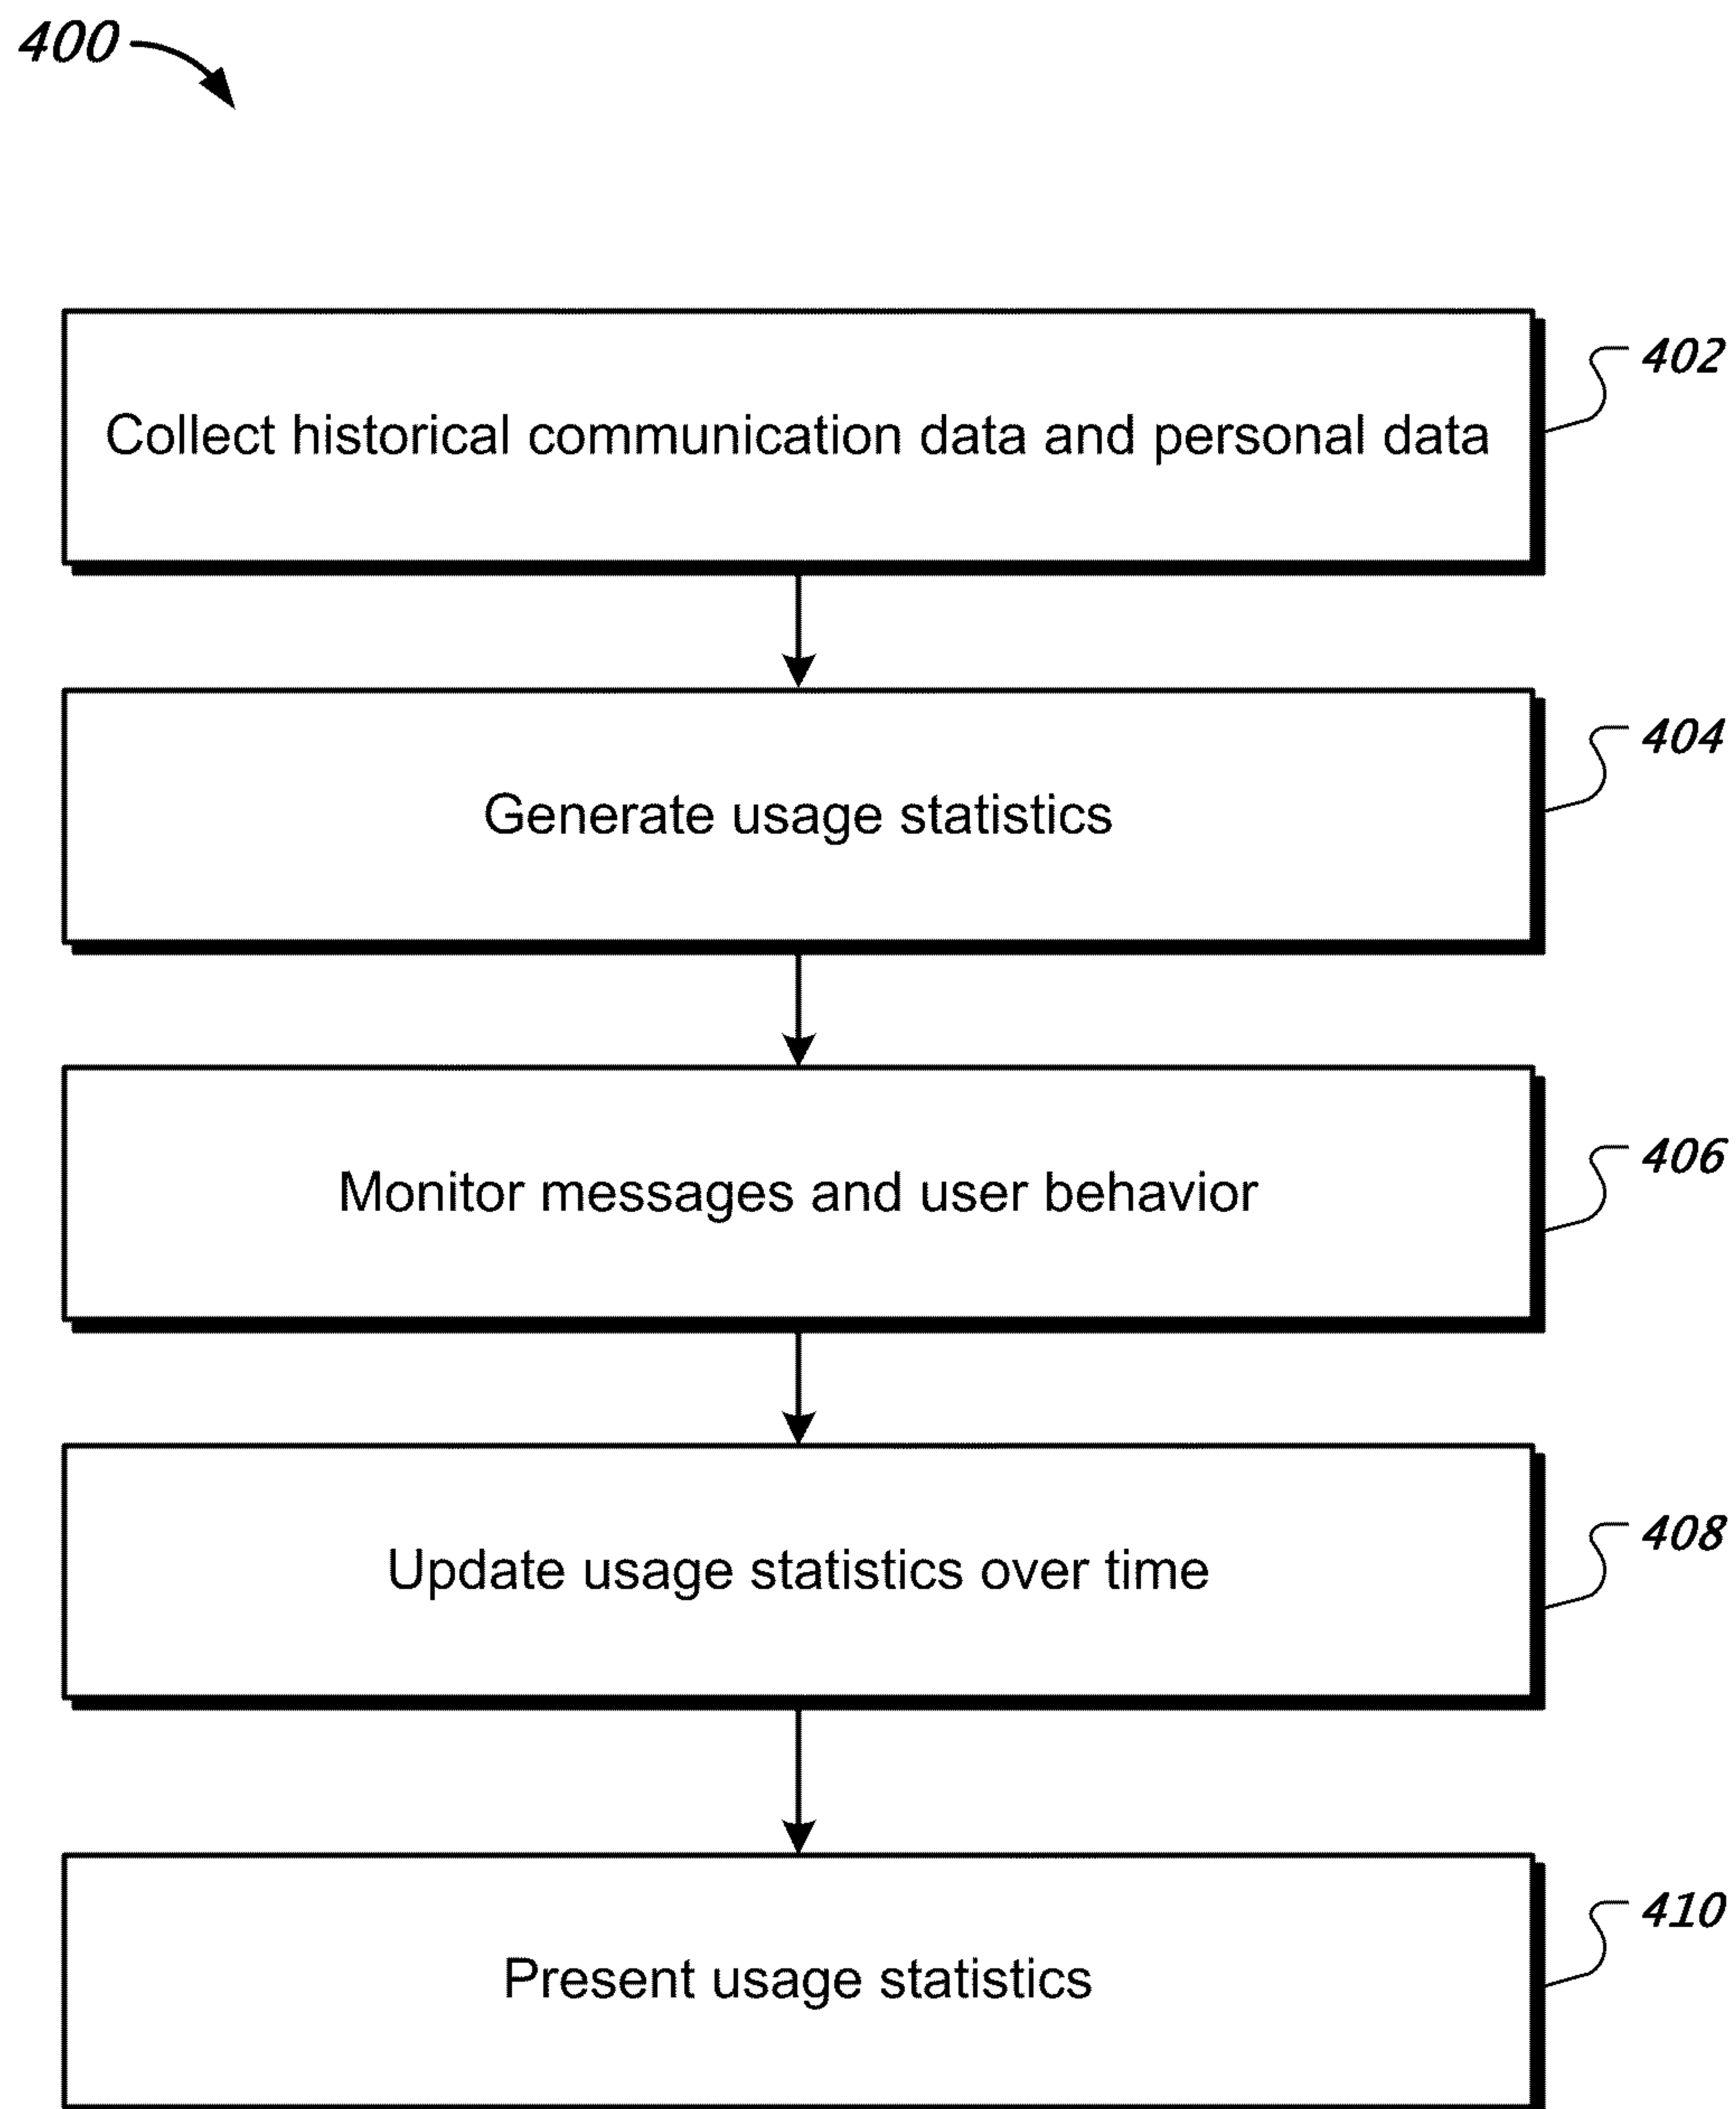 400
Collect historical communication data and personal data
402
Generate usage statistics
404
Monitor messages and user behavior
406
Update usage statistics over time
408
Present usage statistics
410